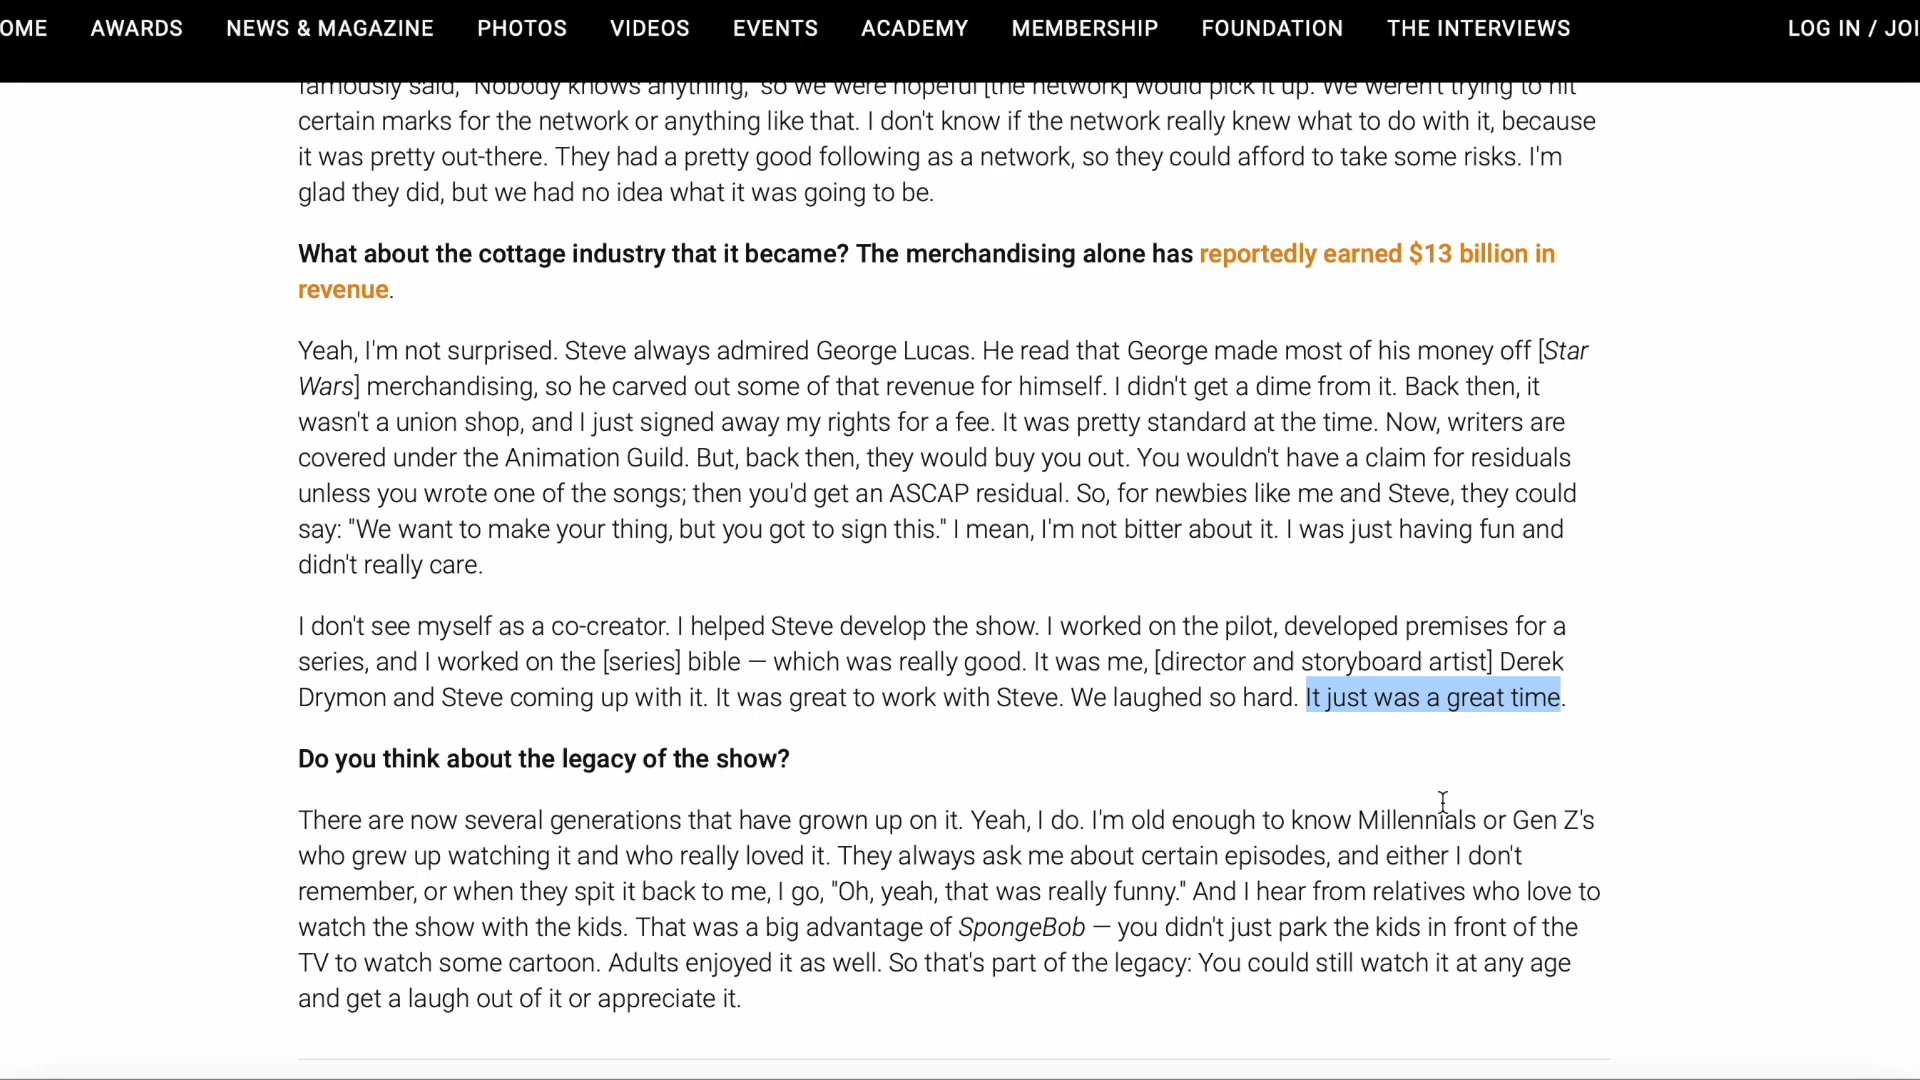 OME AWARDS NEWS & MAGAZINE PHOTOS VIDEOS EVENTS ACADEMY MEMBERSHIP FOUNDATION THE INTERVIEWS LOG IN / JOI
famously said, "Nobody knows anything," so we were hopeful [the network] would pick it up. We weren't trying to hit
certain marks for the network or anything like that. I don't know if the network really knew what to do with it, because
it was pretty out-there. They had a pretty good following as a network, so they could afford to take some risks. I'm
glad they did, but we had no idea what it was going to be.
What about the cottage industry that it became? The merchandising alone has reportedly earned $13 billion in
revenue.
Yeah, I'm not surprised. Steve always admired George Lucas. He read that George made most of his money off [Star
Wars] merchandising, so he carved out some of that revenue for himself. I didn't get a dime from it. Back then, it
wasn't a union shop, and I just signed away my rights for a fee. It was pretty standard at the time. Now, writers are
covered under the Animation Guild. But, back then, they would buy you out. You wouldn't have a claim for residuals
unless you wrote one of the songs; then you'd get an ASCAP residual. So, for newbies like me and Steve, they could
say: "We want to make your thing, but you got to sign this." I mean, I'm not bitter about it. I was just having fun and
didn't really care.
I don't see myself as a co-creator. I helped Steve develop the show. I worked on the pilot, developed premises for a
series, and I worked on the [series] bible — which was really good. It was me, [director and storyboard artist] Derek
Drymon and Steve coming up with it. It was great to work with Steve. We laughed so hard. It just was a great time.
Do you think about the legacy of the show?
There are now several generations that have grown up on it. Yeah, I do. I'm old enough to know Millennials or Gen Z's
who grew up watching it and who really loved it. They always ask me about certain episodes, and either I don't
remember, or when they spit it back to me, I go, "Oh, yeah, that was really funny." And I hear from relatives who love to
watch the show with the kids. That was a big advantage of SpongeBob — you didn't just park the kids in front of the
TV to watch some cartoon. Adults enjoyed it as well. So that's part of the legacy: You could still watch it at any age
and get a laugh out of it or appreciate it.